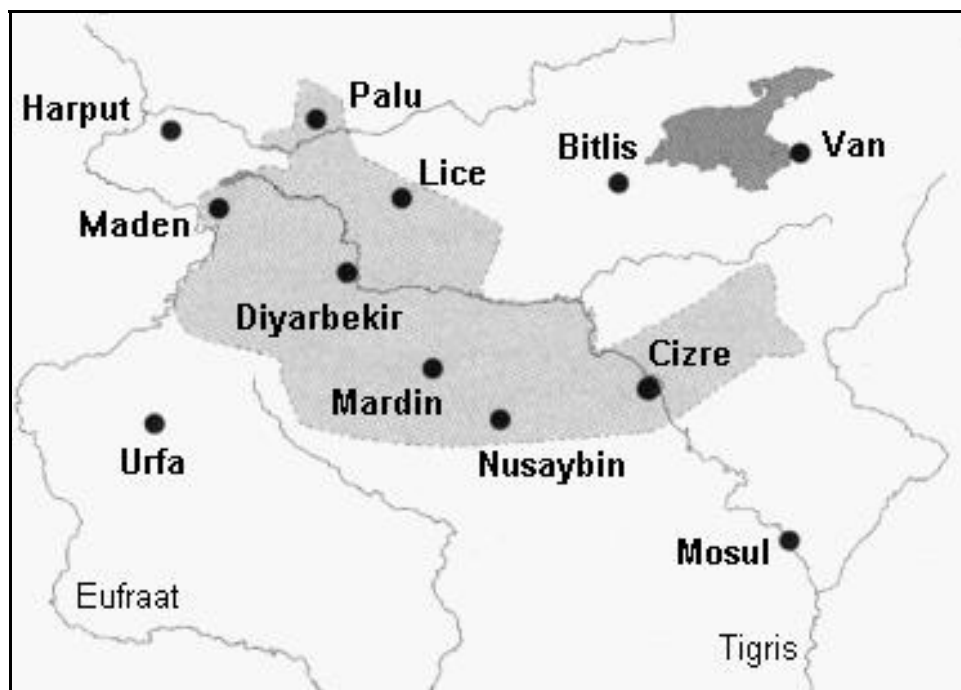 Palu
Harput
Bitlis
Van
Lice
Maden
Diyarbekir
Cizre
Mardin
Urfa
Nusaybin
Mosul
Eufraat
Tigris